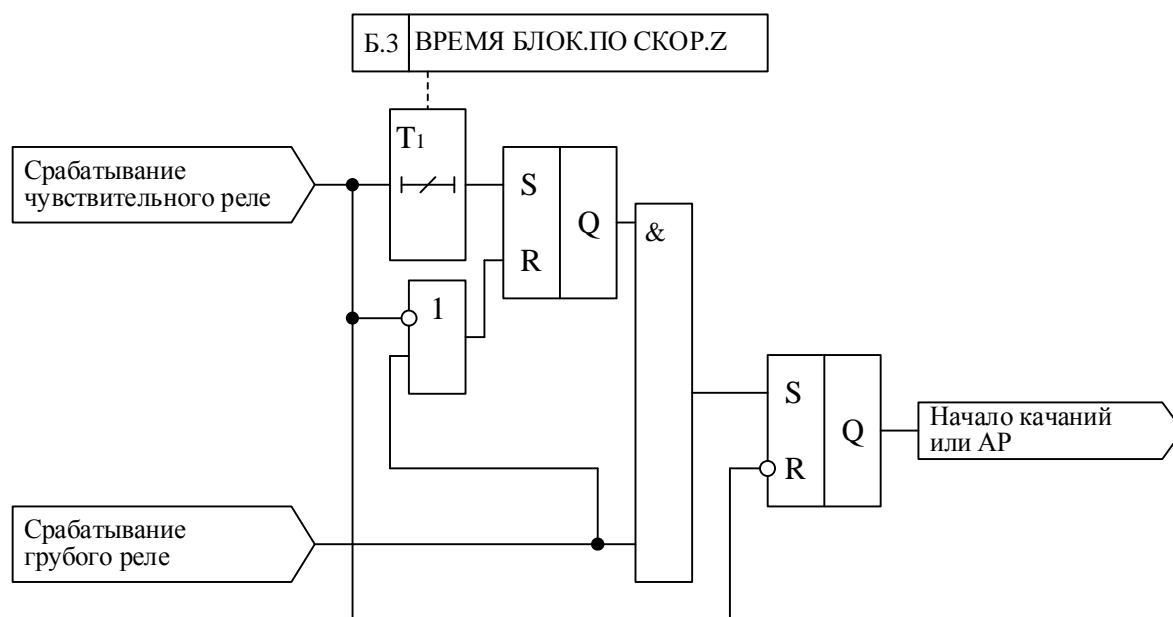 Б.3 ВРЕМЯ БЛОК.ПО СКОР.Z
T1
Срабатывание
чувствительного реле
S
Q
R
&
1
S
Q
R
Начало качаний
или АР
Срабатывание
грубого реле